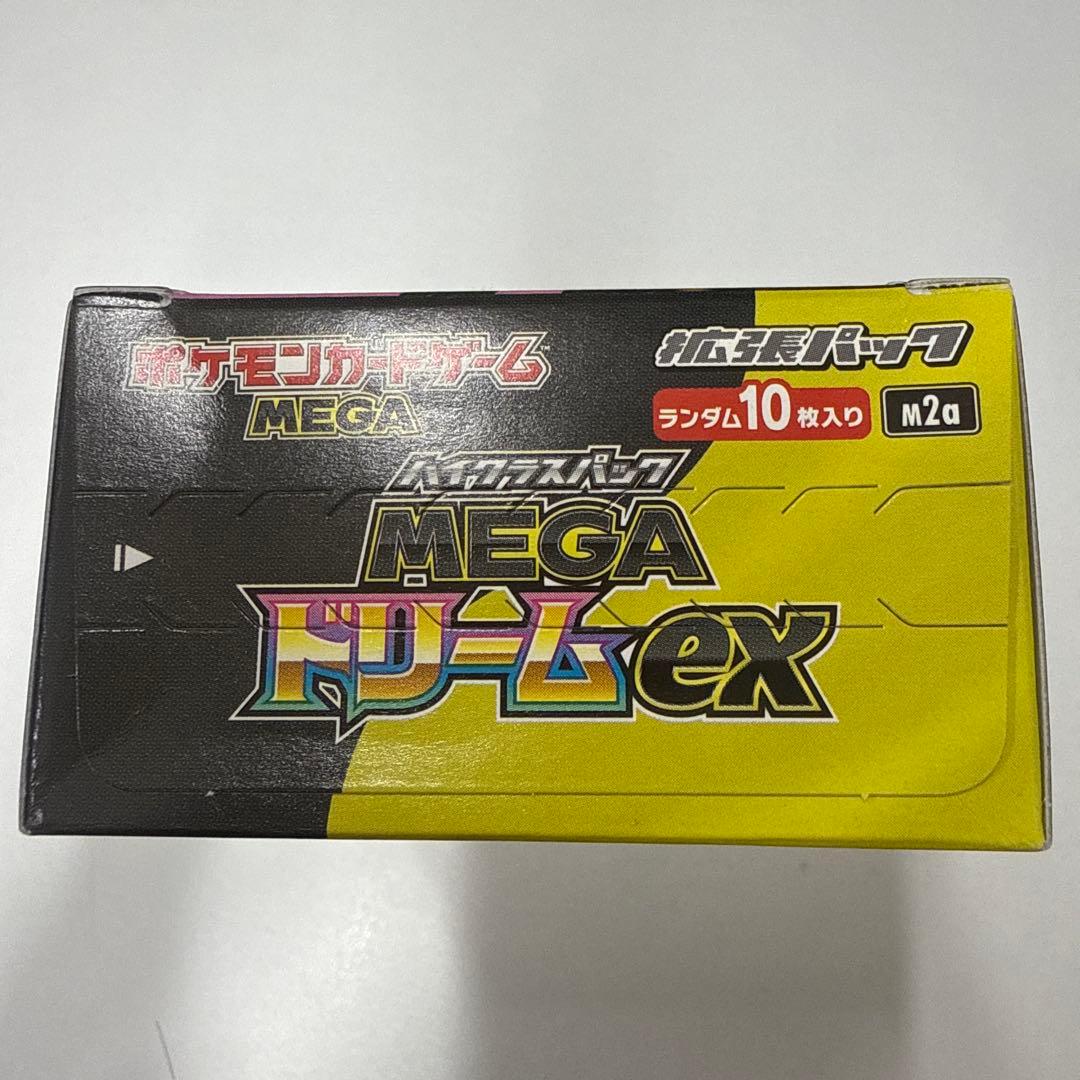 ポケモンカードゲーム™
MEGA
拡張パック
ランダム10枚入り
M2a
ハイクラスパック
MEGA
ドリームex